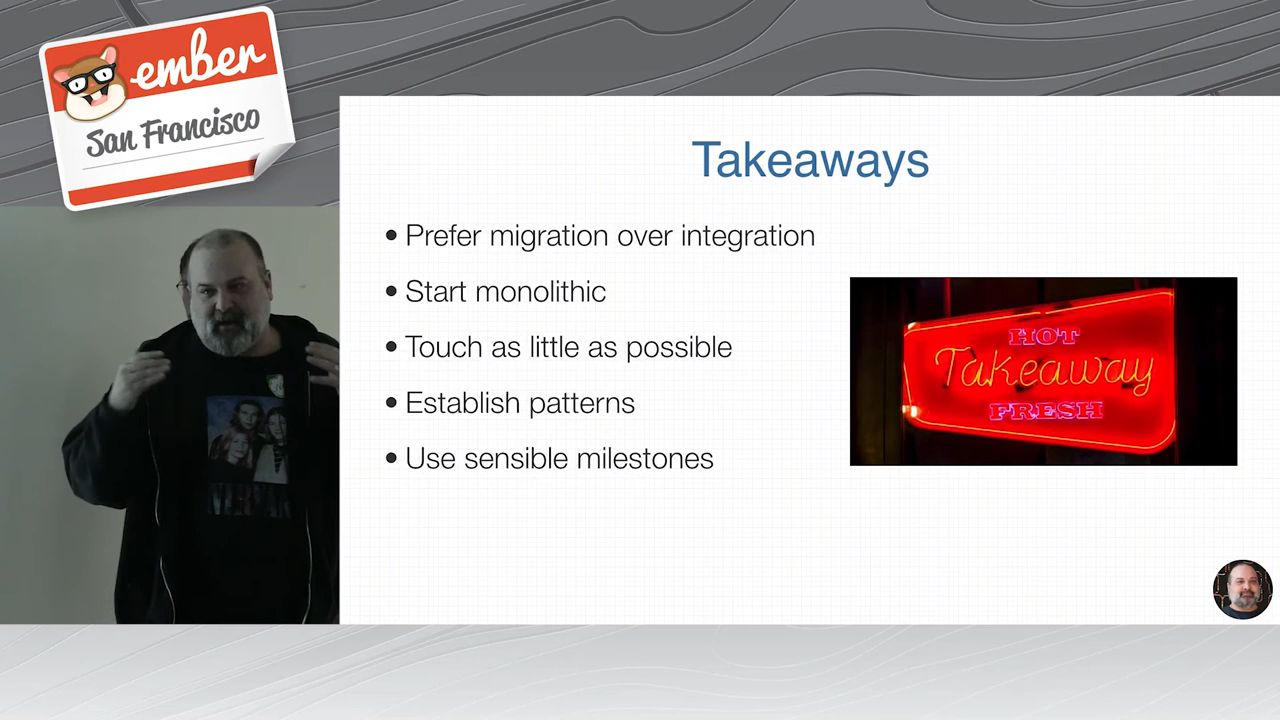 ember
San Francisco
Takeaways
• Prefer migration over integration
• Start monolithic
• Touch as little as possible
• Establish patterns
• Use sensible milestones
HOT
Takeaway
FRESH